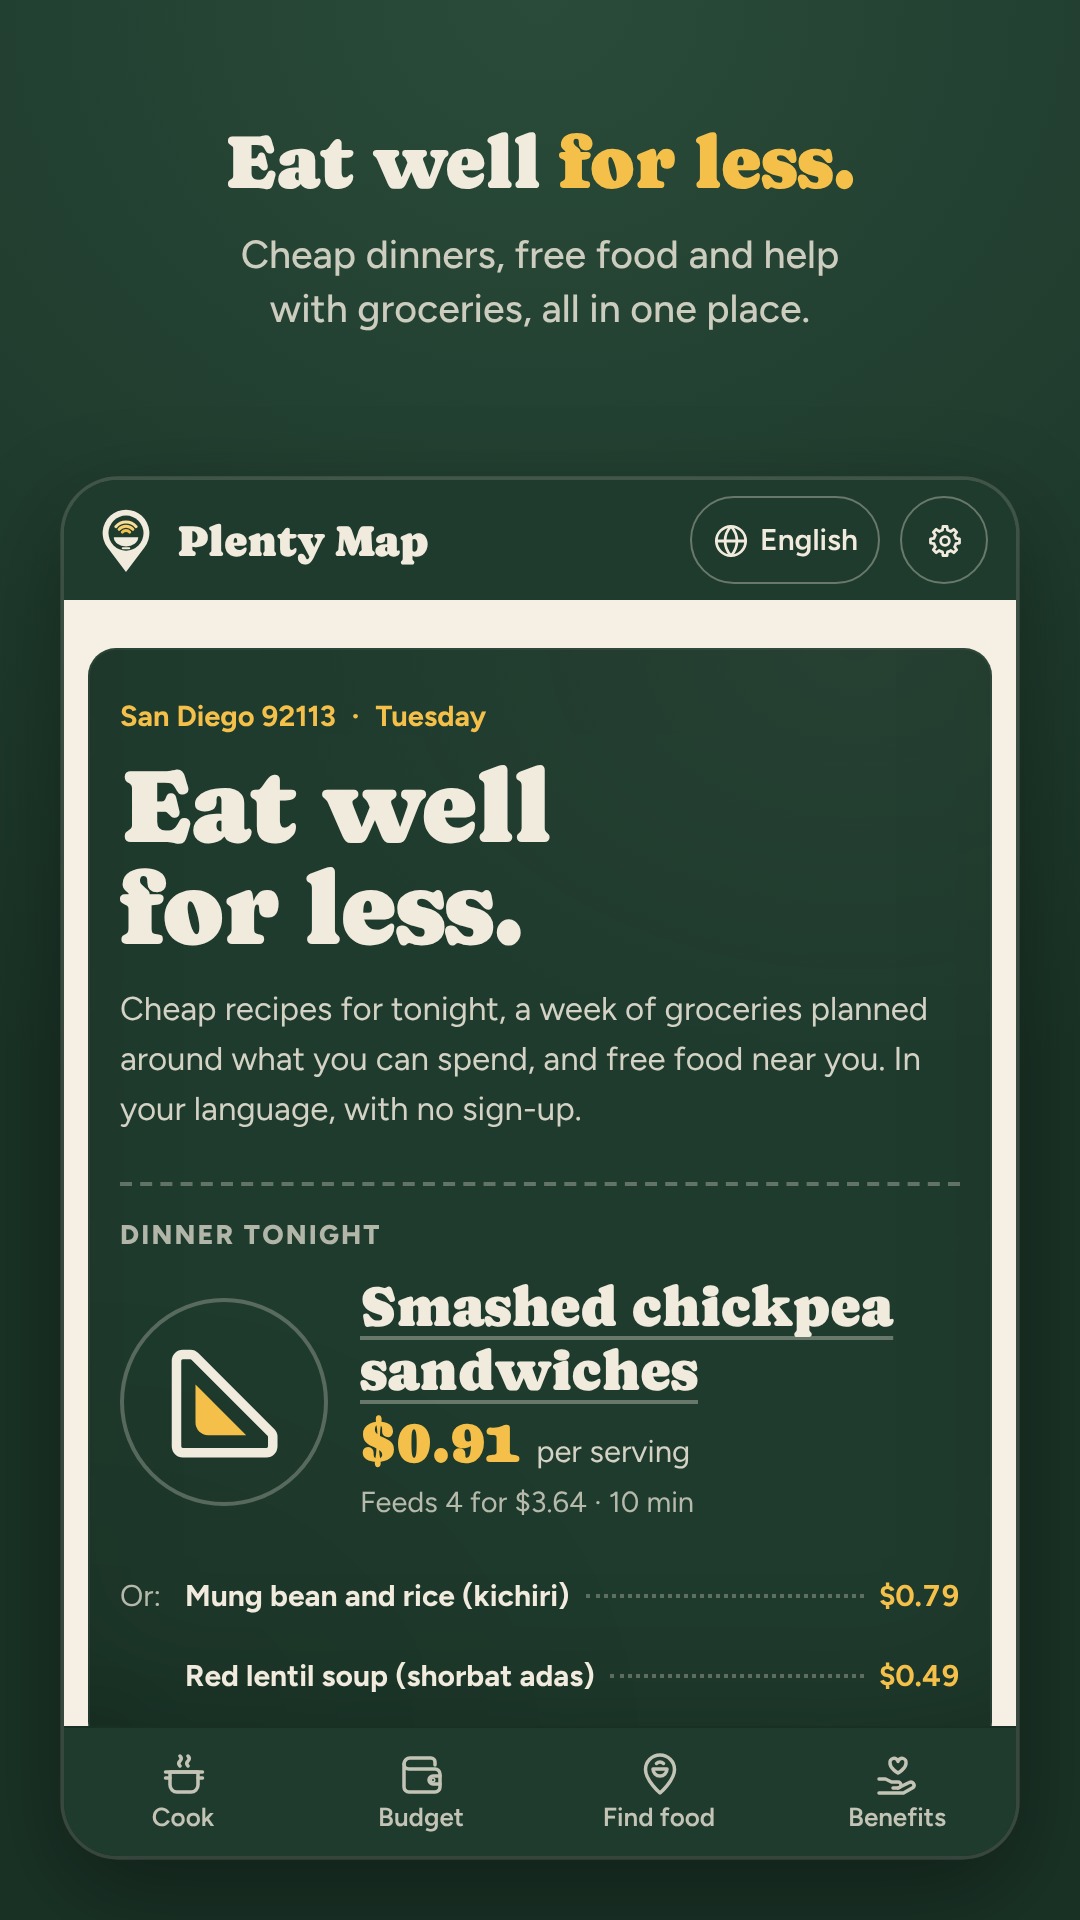 Eat well for less.
Cheap dinners, free food and help
with groceries, all in one place.
Plenty Map
English
San Diego 92113 · Tuesday
Eat well
for less.
Cheap recipes for tonight, a week of groceries planned
around what you can spend, and free food near you. In
your language, with no sign-up.
DINNER TONIGHT
Smashed chickpea
sandwiches
$0.91 per serving
Feeds 4 for $3.64 · 10 min
Or: Mung bean and rice (kichiri) $0.79
Red lentil soup (shorbat adas) $0.49
Cook Budget Find food Benefits